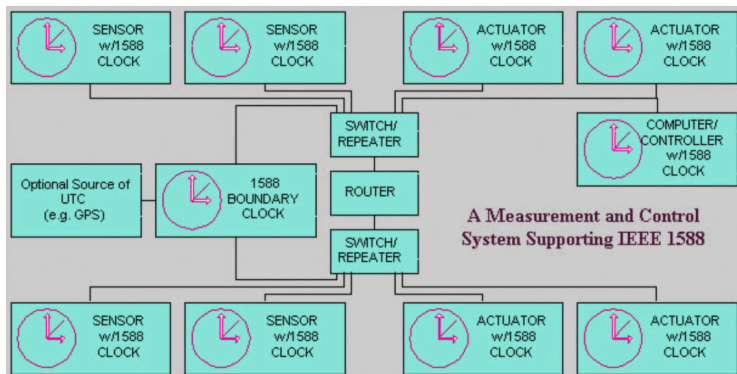 SENSOR
w/1588
CLOCK
SENSOR
w/1588
CLOCK
ACTUATOR
w/1588
CLOCK
ACTUATOR
w/1588
CLOCK
SWITCH/
REPEATER
COMPUTER/
CONTROLLER
w/1588
CLOCK
Optional Source of
UTC
(e.g. GPS)
1588
BOUNDARY
CLOCK
ROUTER
A Measurement and Control
System Supporting IEEE 1588
SWITCH/
REPEATER
SENSOR
w/1588
CLOCK
SENSOR
w/1588
CLOCK
ACTUATOR
w/1588
CLOCK
ACTUATOR
w/1588
CLOCK